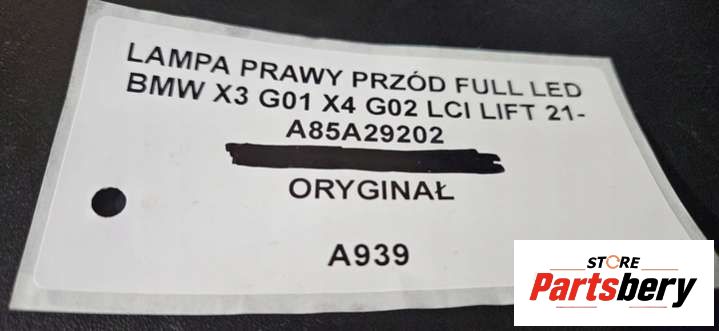 LAMPA PRAWY PRZÓD FULL LED
BMW X3 G01 X4 G02 LCI LIFT 21-
A85A29202
ORYGINAŁ
A939
STORE
Partsbery